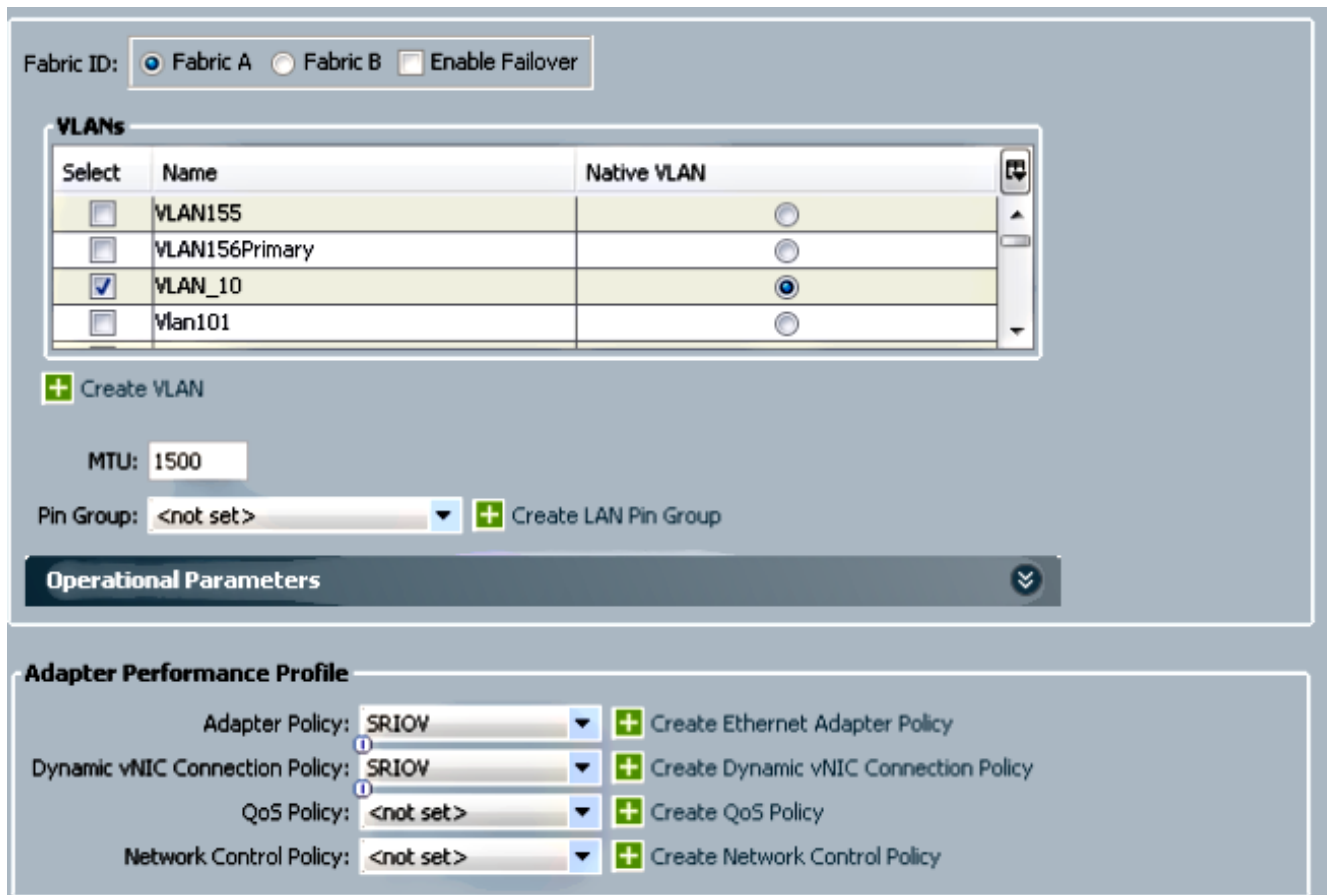 Fabric ID: Fabric A Fabric B Enable Failover
VLANs
Select Name Native VLAN
VLAN155
VLAN156Primary
VLAN_10
Vlan101
Create VLAN
MTU: 1500
Pin Group: <not set> Create LAN Pin Group
Operational Parameters
Adapter Performance Profile
Adapter Policy: SRIOV Create Ethernet Adapter Policy
Dynamic vNIC Connection Policy: SRIOV Create Dynamic vNIC Connection Policy
QoS Policy: <not set> Create QoS Policy
Network Control Policy: <not set> Create Network Control Policy